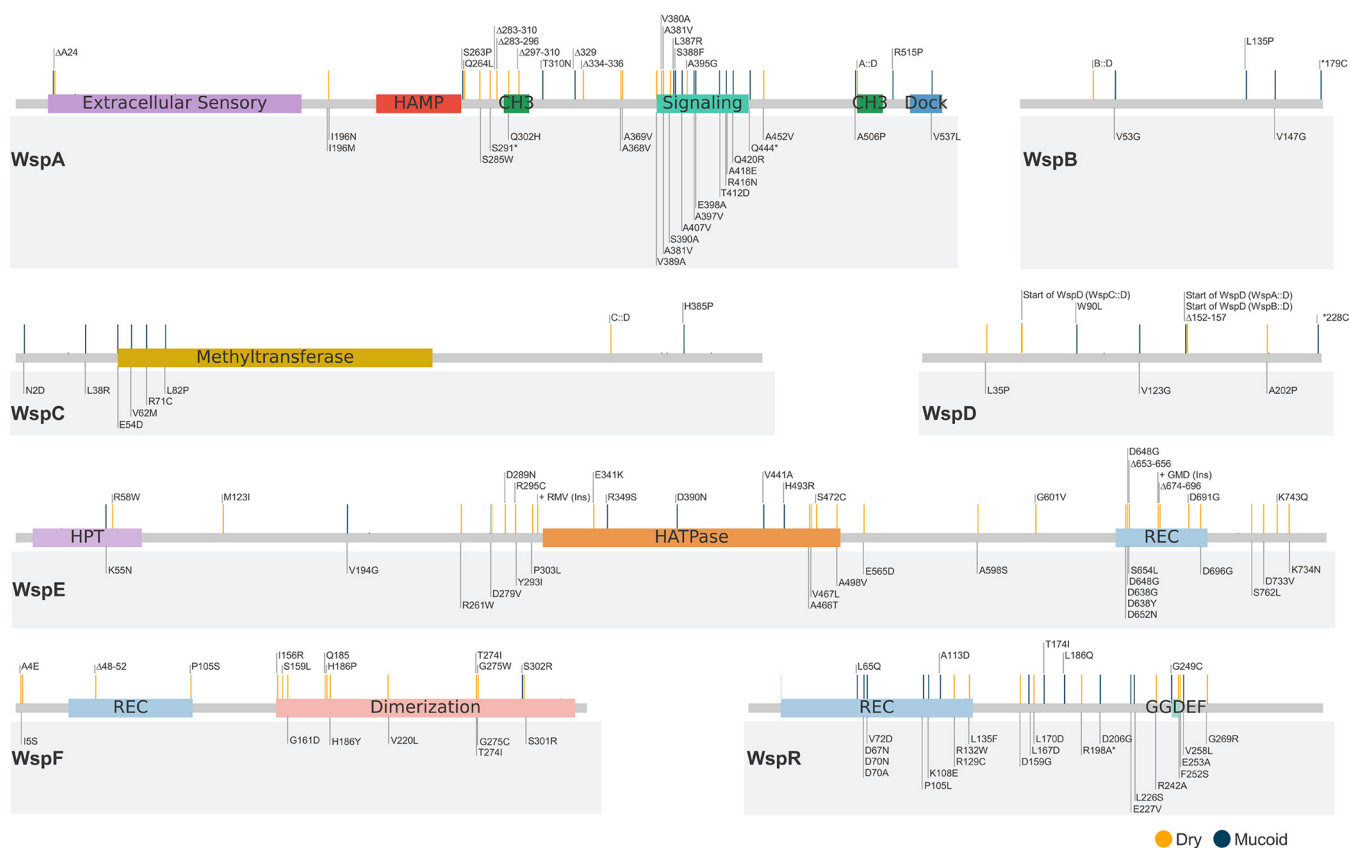 V380A
A381V
Δ283-310
L387R
Δ283-296
S388F
ΔA24
S263P
Δ297-310
Δ329
R515P
Q264L
T310N
Δ334-336
A395G
A::D
Extracellular Sensory
HAMP
CH3
Signaling
CH3
Dock
I196N
Q302H
A369V
A452V
A506P
V537L
I196M
S291*
A368V
Q444*
S285W
Q420R
A418E
R416N
T412D
E398A
A397V
A407V
S390A
A381V
V389A
WspA
L135P
B::D
*179C
V53G
V147G
WspB
H385P
C::D
Methyltransferase
N2D
L38R
L82P
R71C
V62M
E54D
WspC
Start of WspD (WspC::D)
Start of WspD (WspA::D)
W90L
Start of WspD (WspB::D)
Δ152-157
*228C
L35P
V123G
A202P
WspD
D648G
Δ653-656
D289N
E341K
V441A
+ GMD (Ins)
R295C
H493R
Δ674-696
R58W
M123I
+ RMV (Ins)
R349S
D390N
S472C
G601V
D691G
K743Q
HPT
HATPase
REC
K55N
V194G
P303L
E565D
A598S
S654L
D696G
K734N
Y293I
A498V
D648G
D733V
D279V
V467L
D638G
S762L
R261W
A466T
D638Y
D652N
WspE
I156R
Q185
T274I
A4E
Δ48-52
P105S
S159L
H186P
G275W
S302R
REC
Dimerization
I5S
G161D
H186Y
V220L
G275C
S301R
T274I
WspF
T174I
A113D
L186Q
L65Q
G249C
REC
GGDEF
V72D
L135F
L170D
D206G
G269R
D67N
R132W
L167D
R198A*
V258L
D70N
R129C
D159G
E253A
D70A
K108E
F252S
P105L
R242A
L226S
E227V
WspR
Dry
Mucoid